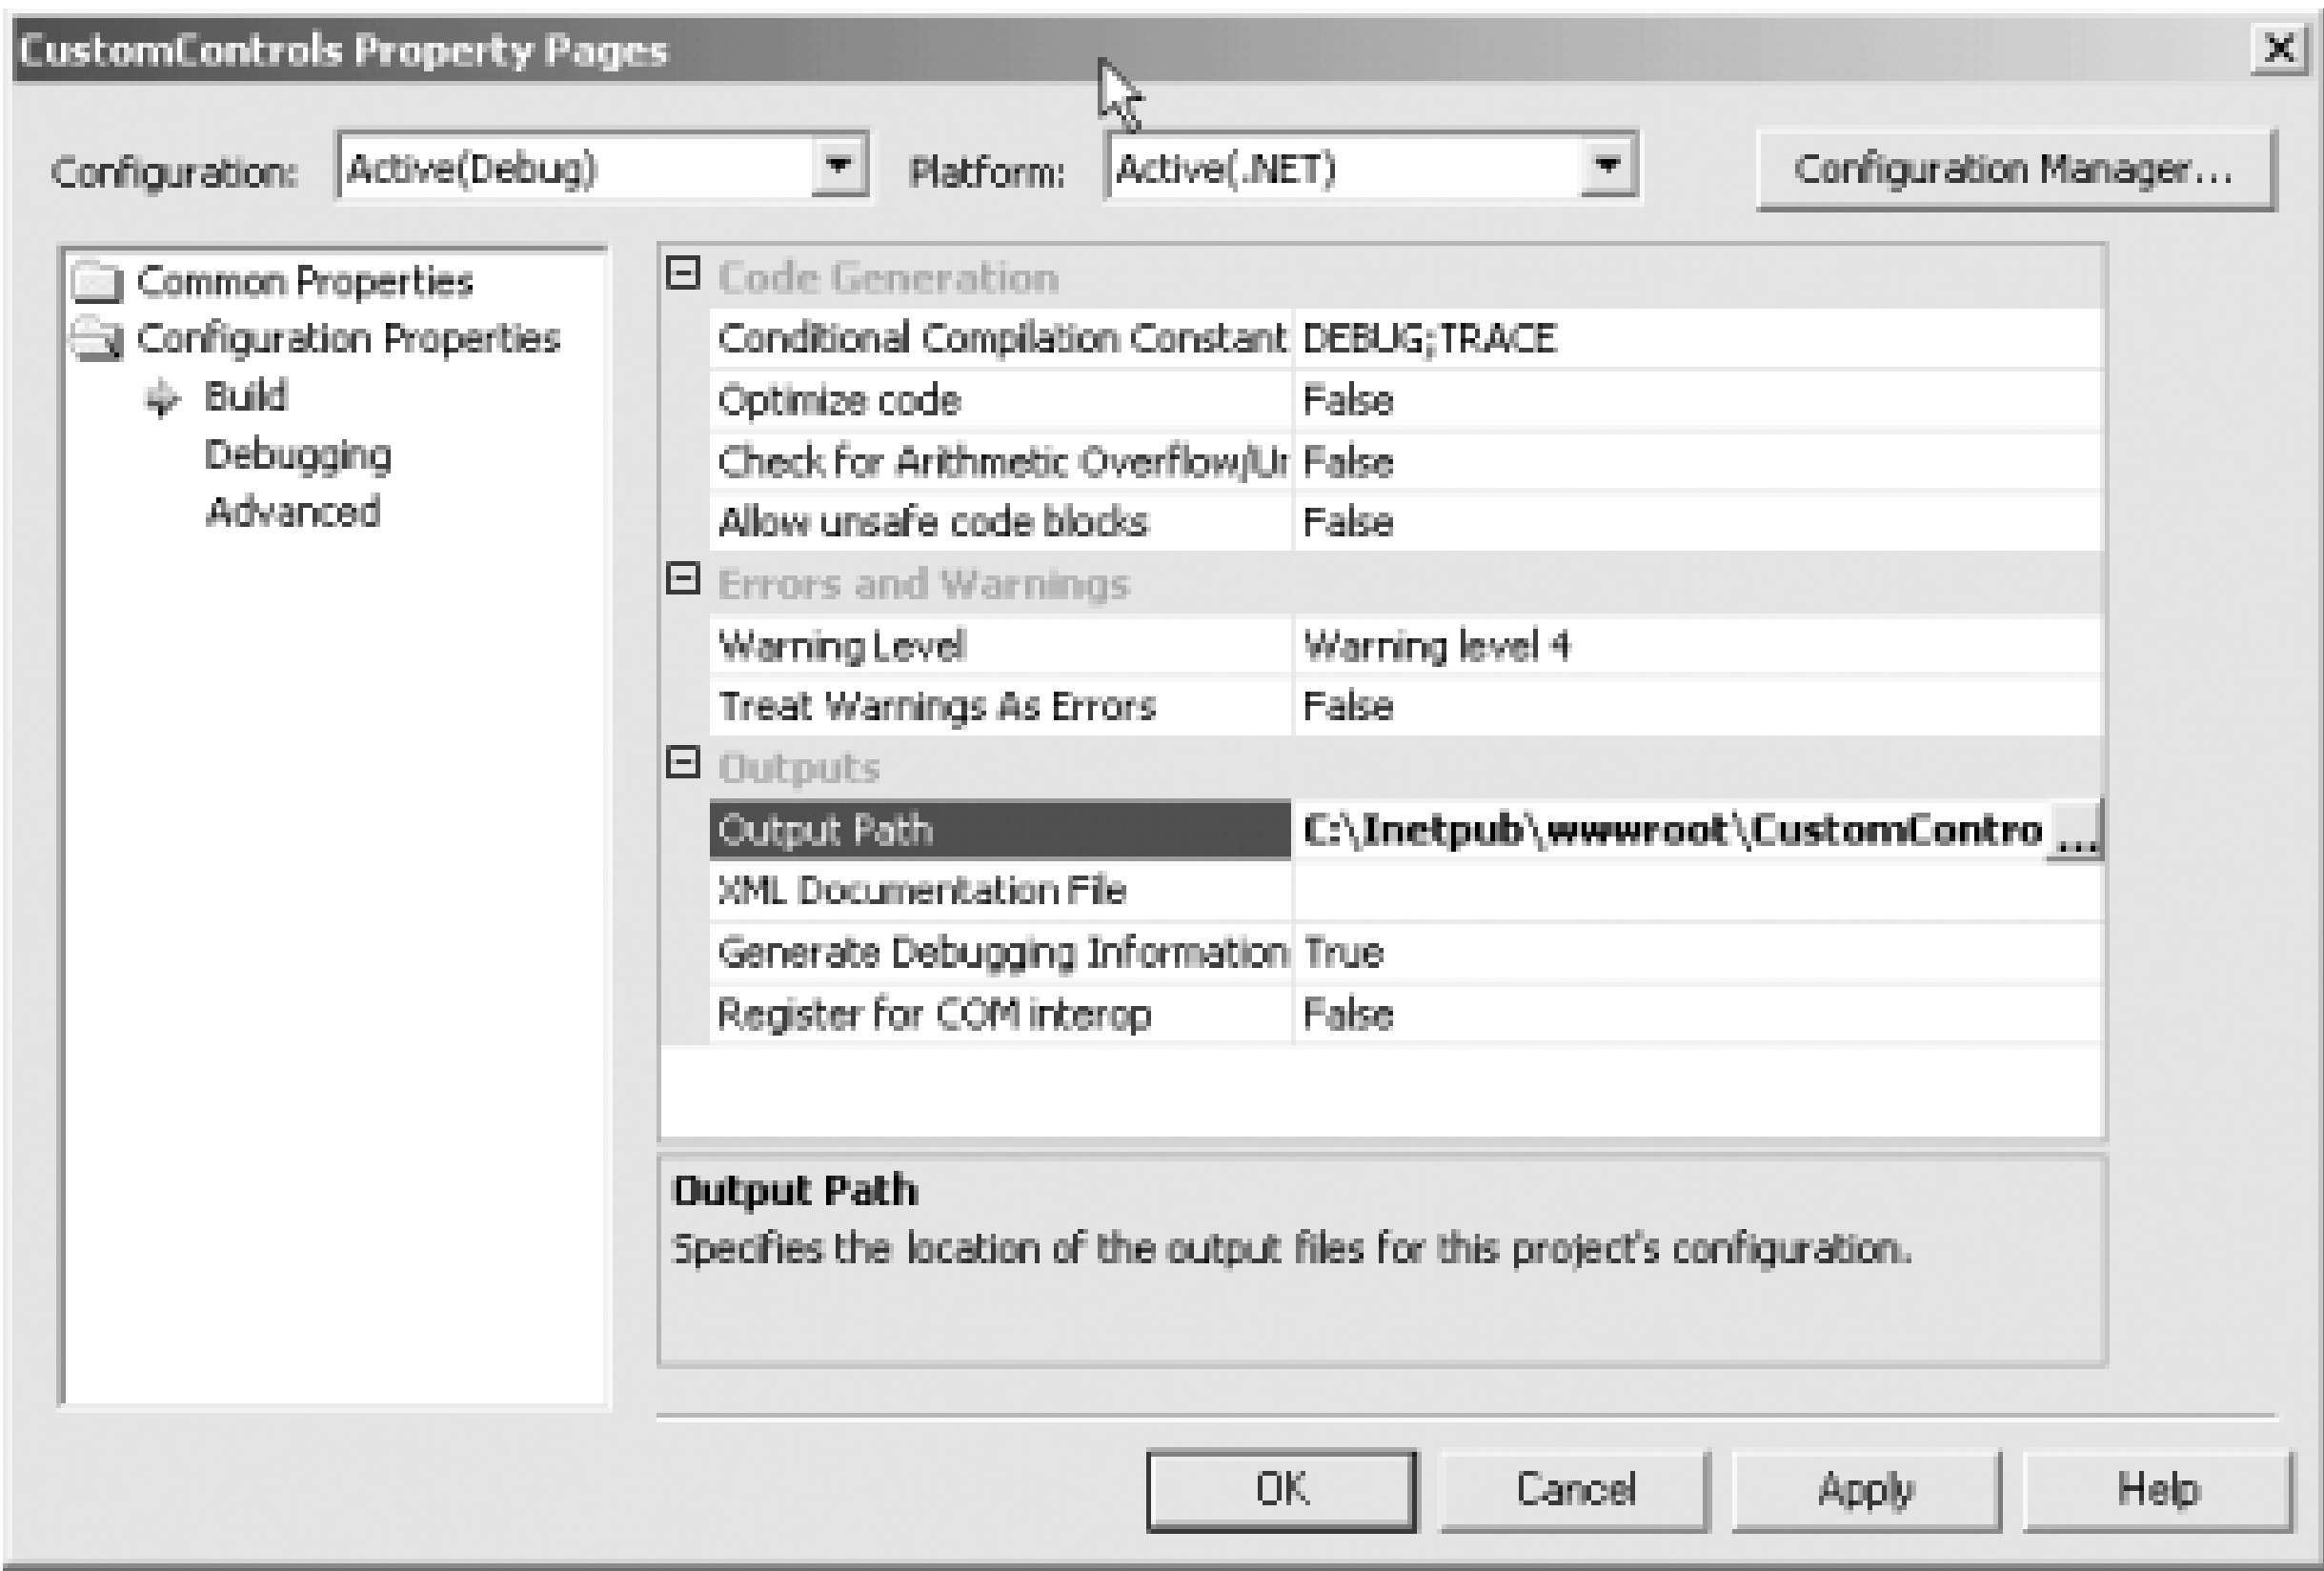 CustomControls Property Pages
Configuration: Active(Debug) Platform: Active(.NET) Configuration Manager...
Common Properties
Configuration Properties
Build
Debugging
Advanced
Code Generation
Conditional Compilation Constant DEBUG;TRACE
Optimize code False
Check for Arithmetic Overflow/Ur False
Allow unsafe code blocks False
Errors and Warnings
Warning Level Warning level 4
Treat Warnings As Errors False
Outputs
Output Path C:\Inetpub\wwwroot\CustomContro ...
XML Documentation File
Generate Debugging Information True
Register for COM interop False
Output Path
Specifies the location of the output files for this project's configuration.
OK Cancel Apply Help